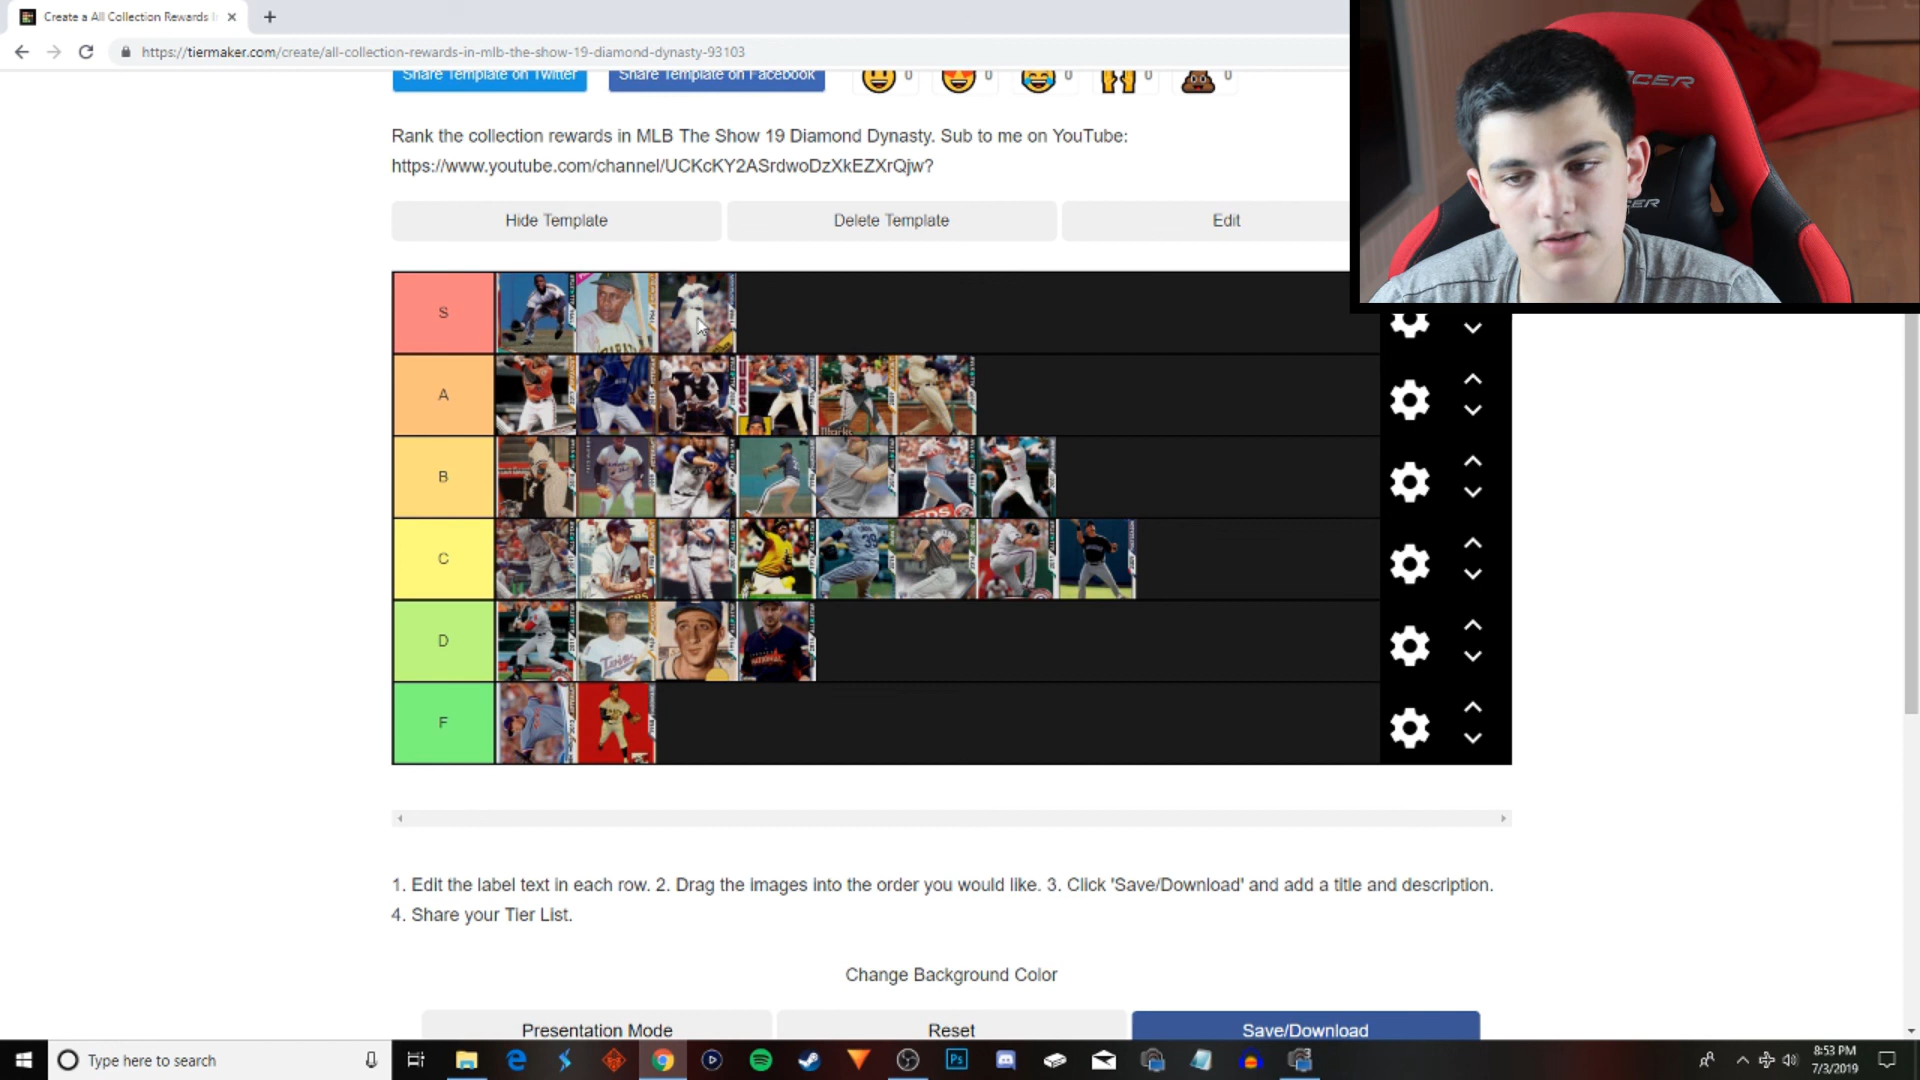 Create a All Collection Rewards
https://tiermaker.com/create/all-collection-rewards-in-mlb-the-show-19-diamond-dynasty-93103
Share Template on Twitter
Share Template on Facebook
0
0
0
0
0
Rank the collection rewards in MLB The Show 19 Diamond Dynasty. Sub to me on YouTube:
https://www.youtube.com/channel/UCKcKY2ASrdwoDzXkEZXrQjw?
Hide Template
Delete Template
Edit
S
A
B
C
D
F
1. Edit the label text in each row. 2. Drag the images into the order you would like. 3. Click 'Save/Download' and add a title and description.
4. Share your Tier List.
Change Background Color
Presentation Mode
Reset
Save/Download
Type here to search
8:53 PM
7/3/2019